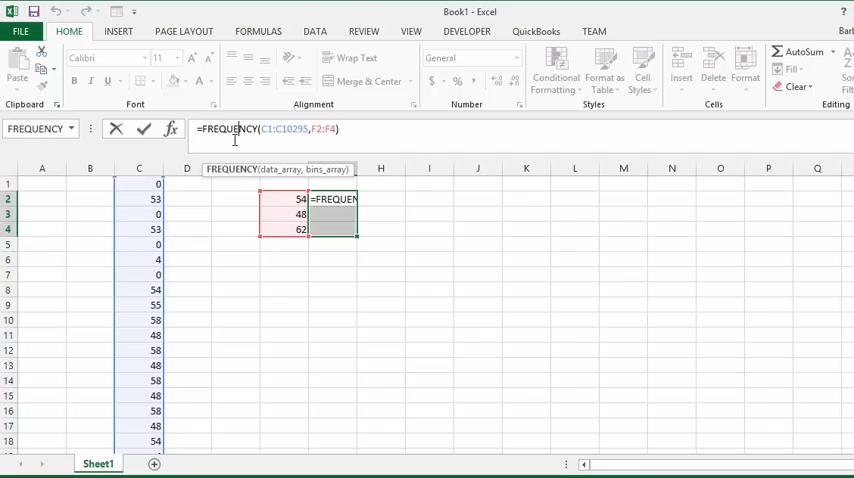 Book1 - Excel
?
FILE HOME INSERT PAGE LAYOUT FORMULAS DATA REVIEW VIEW DEVELOPER QuickBooks TEAM Bar
Calibri 11 A A Wrap Text General AutoSum
Paste B I U A Merge & Center $ % , Conditional Formatting Format as Table Cell Styles Insert Delete Format Fill Clear
Clipboard Font Alignment Number Styles Cells
FREQUENCY fx =FREQUENCY(C1:C10295,F2:F4)
FREQUENCY(data_array, bins_array)
A B C D H I J K L M N O P Q
1 0
2 53 54 =FREQUEN
3 0 48
4 53 62
5 0
6 4
7 0
8 54
9 55
10 58
11 48
12 58
13 48
14 58
15 48
16 58
17 48
18 54
Sheet1